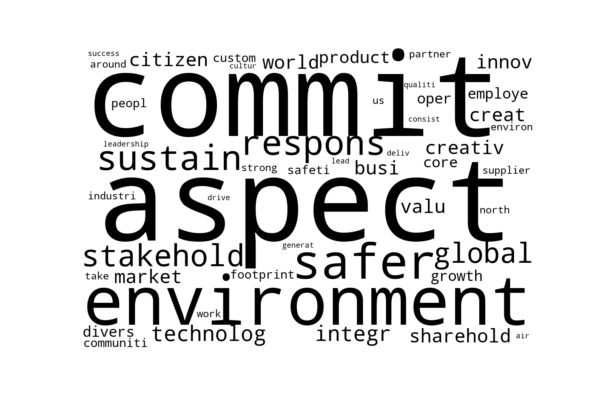 success
around citizen custom world product partner innov
cultur
commit
peopl us qualiti oper employe
consist creat environ
leadership respons deliv creativ
sustain strong safeti lead busi core supplier
industri aspect drive valu north
stakehold generat safer global
take market footprint growth
environment
work
divers technolog integr sharehold air
communiti